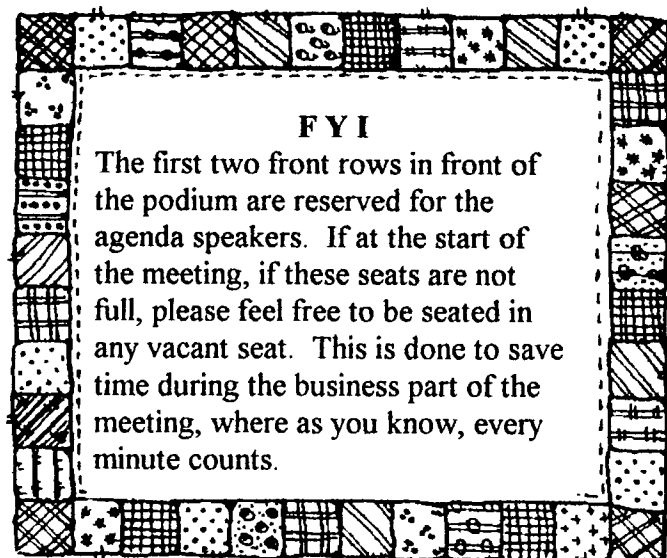 F Y I
The first two front rows in front of
the podium are reserved for the
agenda speakers.  If at the start of
the meeting, if these seats are not
full, please feel free to be seated in
any vacant seat.  This is done to save
time during the business part of the
meeting, where as you know, every
minute counts.